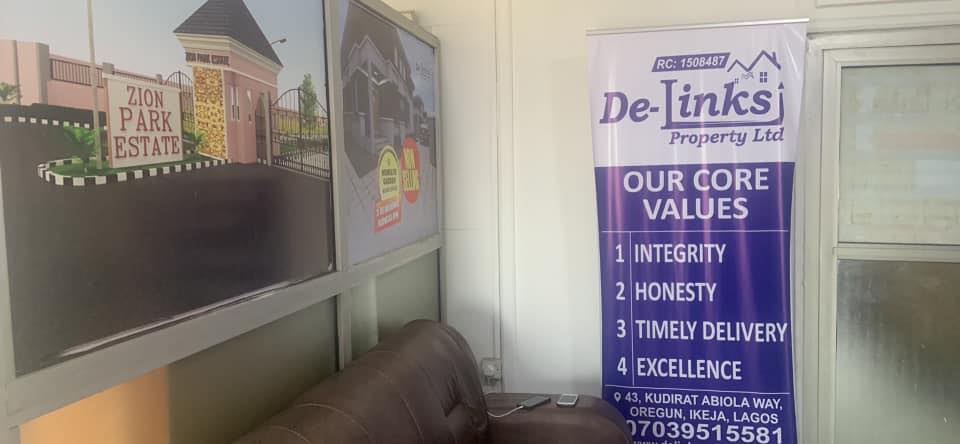 ZION PARK ESTATE
ZION
PARK
ESTATE
NOW
RC: 1508487
De-Links
Property Ltd
OUR CORE
VALUES
1 INTEGRITY
2 HONESTY
3 TIMELY DELIVERY
4 EXCELLENCE
43, KUDIRAT ABIOLA WAY,
OREGUN, IKEJA, LAGOS
07039515581